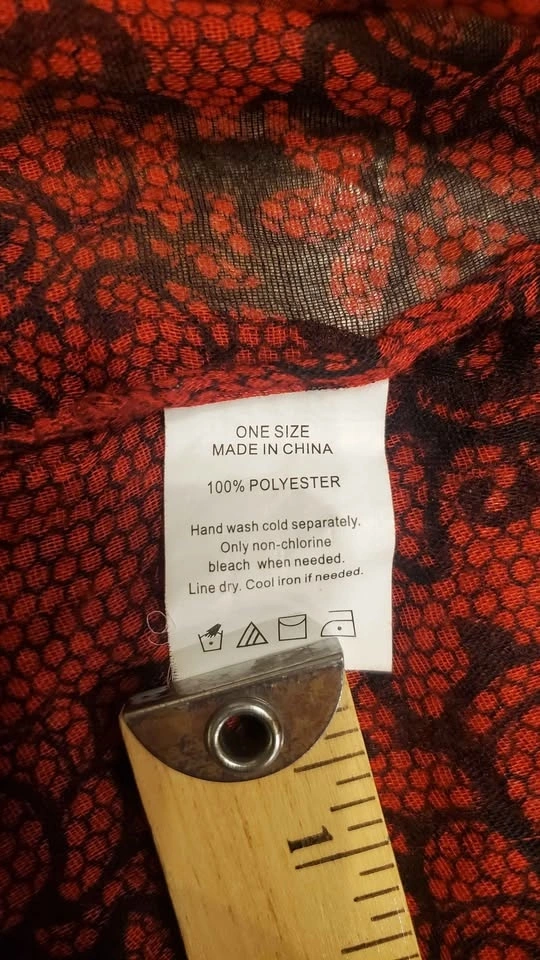 ONE SIZE
MADE IN CHINA
100% POLYESTER
Hand wash cold separately.
Only non-chlorine
bleach when needed.
Line dry. Cool iron if needed.
1